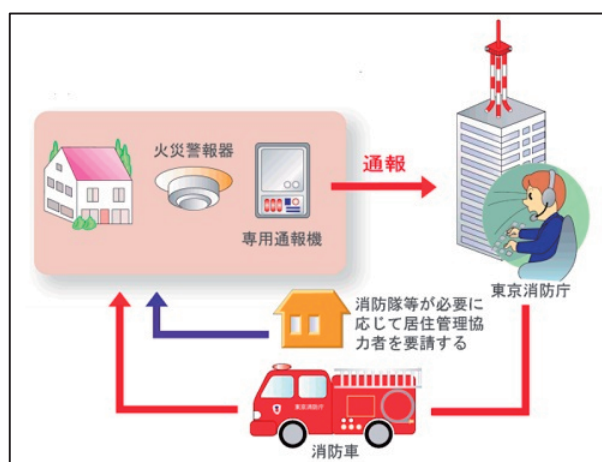 火災警報器
専用通報機
通報
東京消防庁
消防隊等が必要に
応じて居住管理協
力者を要請する
東京消防庁
消防車